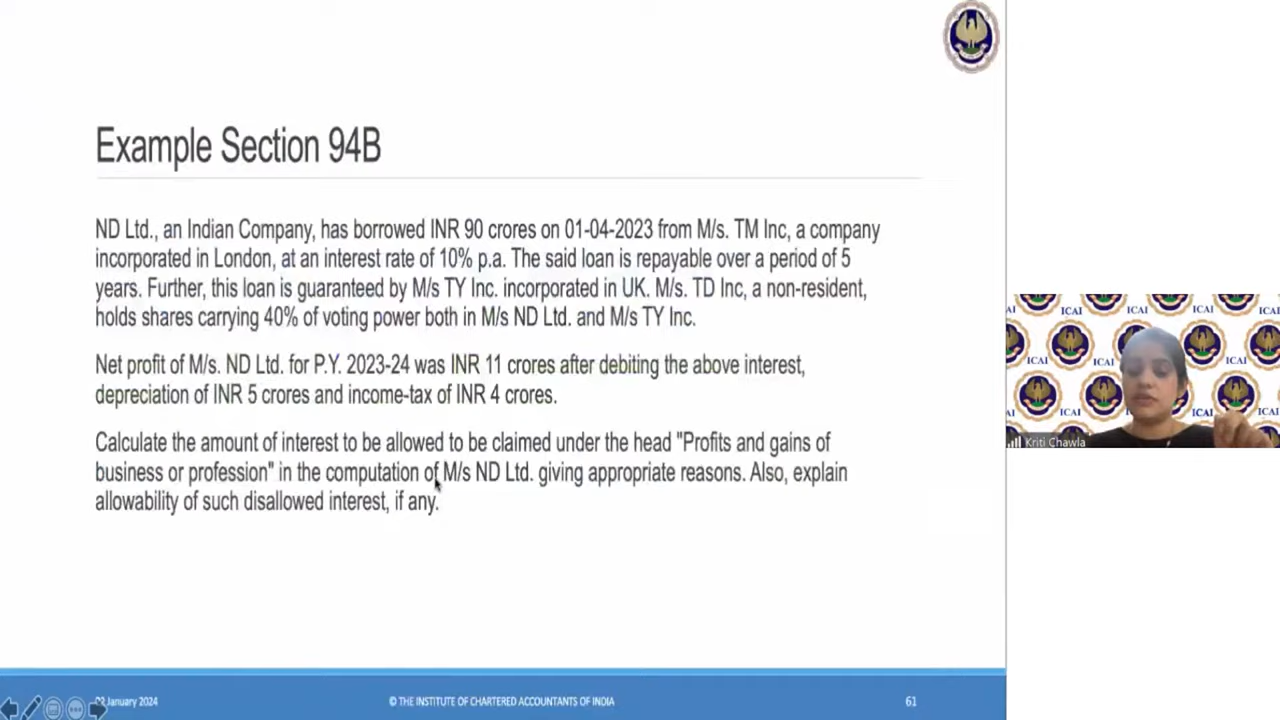 Example Section 94B
ND Ltd., an Indian Company, has borrowed INR 90 crores on 01-04-2023 from M/s. TM Inc, a company
incorporated in London, at an interest rate of 10% p.a. The said loan is repayable over a period of 5
years. Further, this loan is guaranteed by M/s TY Inc. incorporated in UK. M/s. TD Inc, a non-resident,
holds shares carrying 40% of voting power both in M/s ND Ltd. and M/s TY Inc.
Net profit of M/s. ND Ltd. for P.Y. 2023-24 was INR 11 crores after debiting the above interest,
depreciation of INR 5 crores and income-tax of INR 4 crores.
Calculate the amount of interest to be allowed to be claimed under the head "Profits and gains of
business or profession" in the computation of M/s ND Ltd. giving appropriate reasons. Also, explain
allowability of such disallowed interest, if any.
ICAI
ICAI
ICAI
ICAI
ICAI
ICAI
Kriti Chawla
January 2024
© THE INSTITUTE OF CHARTERED ACCOUNTANTS OF INDIA
61